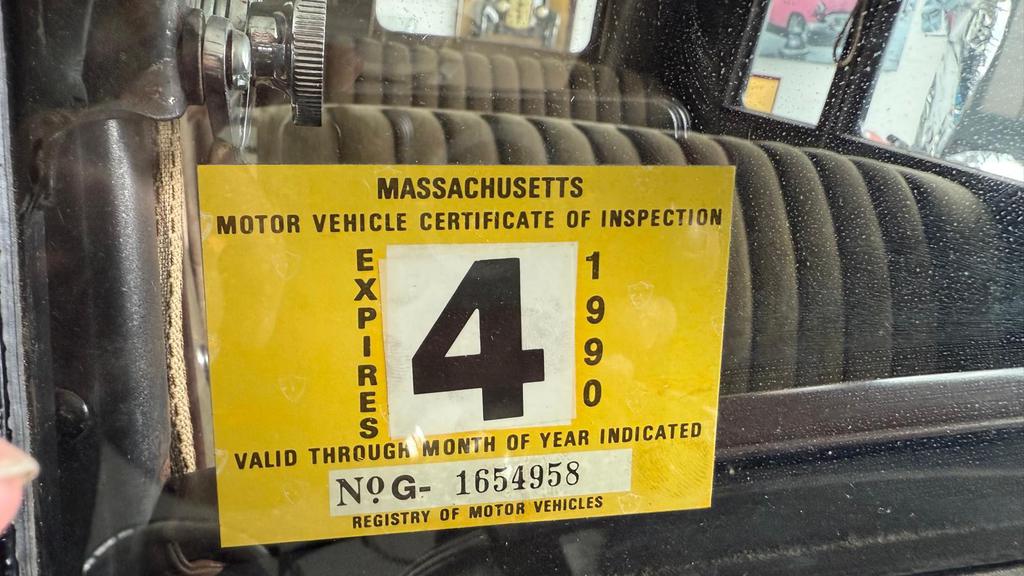 MASSACHUSETTS
MOTOR VEHICLE CERTIFICATE OF INSPECTION
EXPIRES
4
1990
VALID THROUGH MONTH OF YEAR INDICATED
No G- 1654958
REGISTRY OF MOTOR VEHICLES